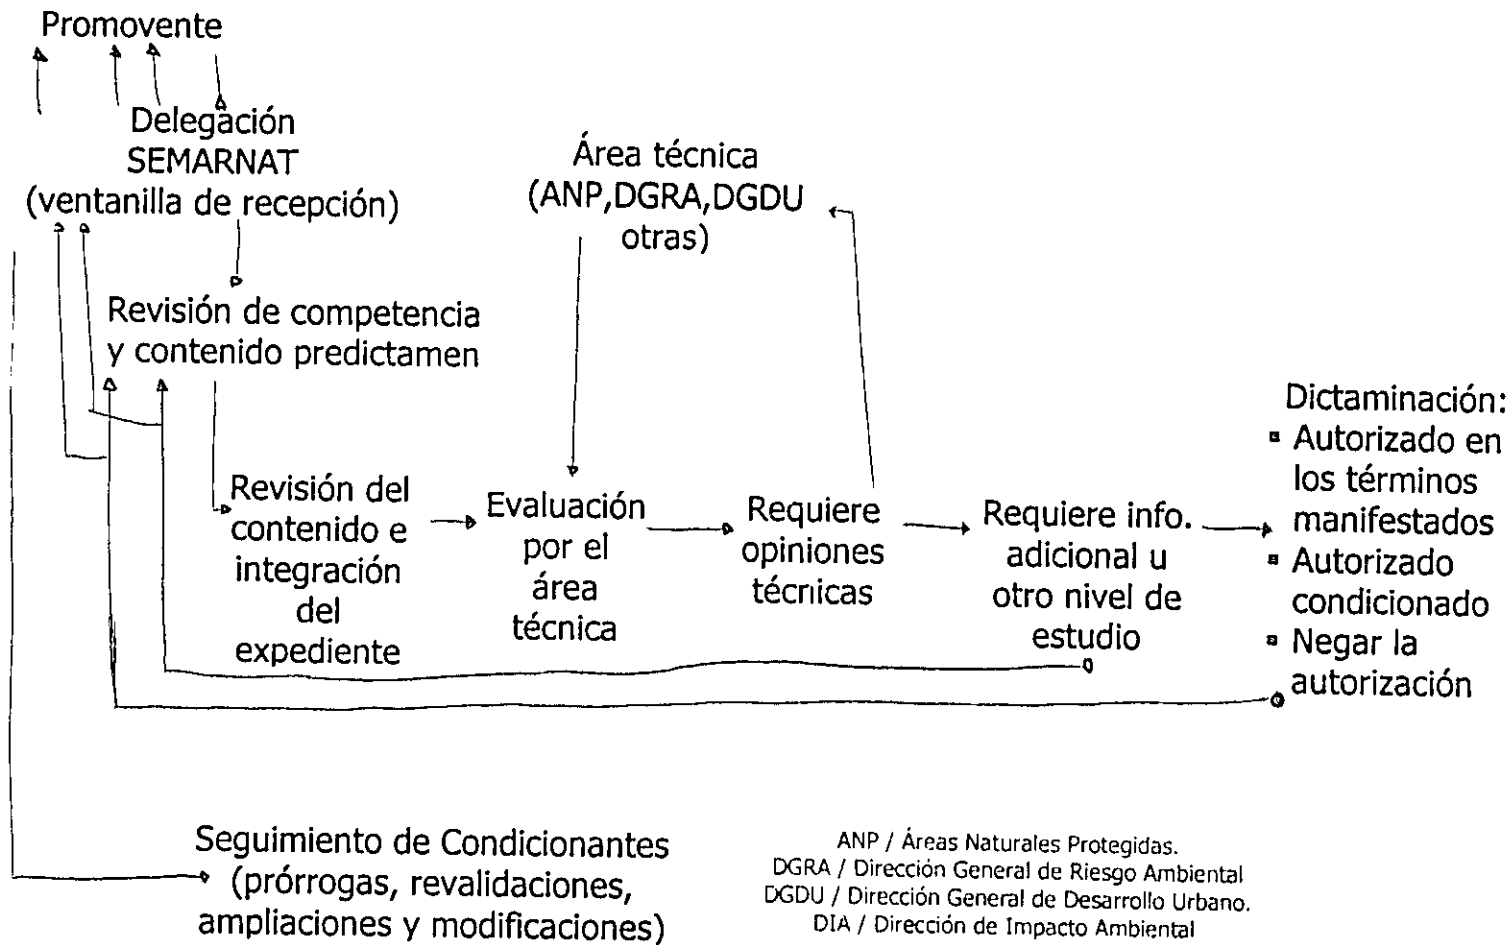 Promovente
Delegación
SEMARNAT
(ventanilla de recepción)
Área técnica
(ANP,DGRA,DGDU
otras)
Revisión de competencia
y contenido predictamen
Revisión del
contenido e
integración
del
expediente
Evaluación
por el
área
técnica
Requiere
opiniones
técnicas
Requiere info.
adicional u
otro nivel de
estudio
Dictaminación:
▫ Autorizado en
los términos
manifestados
▫ Autorizado
condicionado
▫ Negar la
autorización
Seguimiento de Condicionantes
(prórrogas, revalidaciones,
ampliaciones y modificaciones)
ANP / Áreas Naturales Protegidas.
DGRA / Dirección General de Riesgo Ambiental
DGDU / Dirección General de Desarrollo Urbano.
DIA / Dirección de Impacto Ambiental